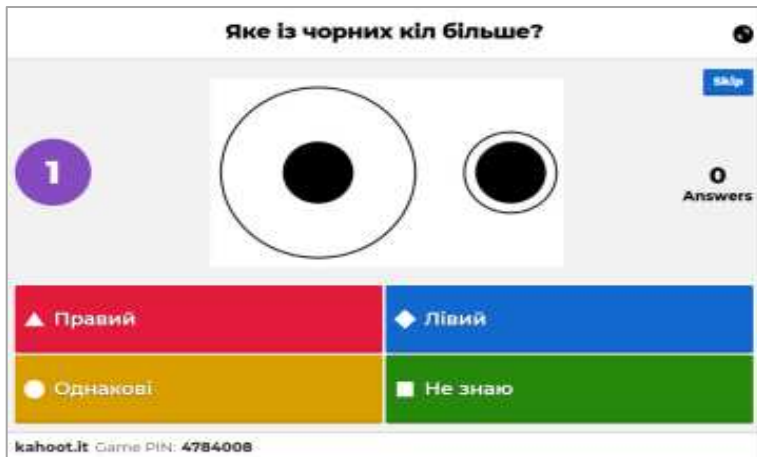 Яке із чорних кіл більше?
Skip
1
0
Answers
Правий
Лівий
Однакові
Не знаю
kahoot.it Game PIN: 4784008